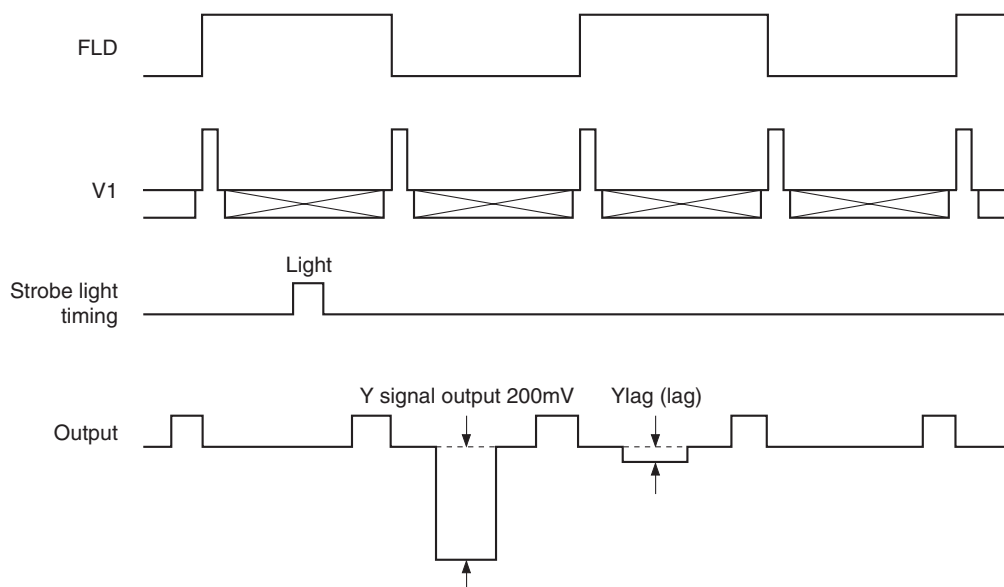 FLD
V1
Light
Strobe light
timing
Y signal output 200mV
Ylag (lag)
Output